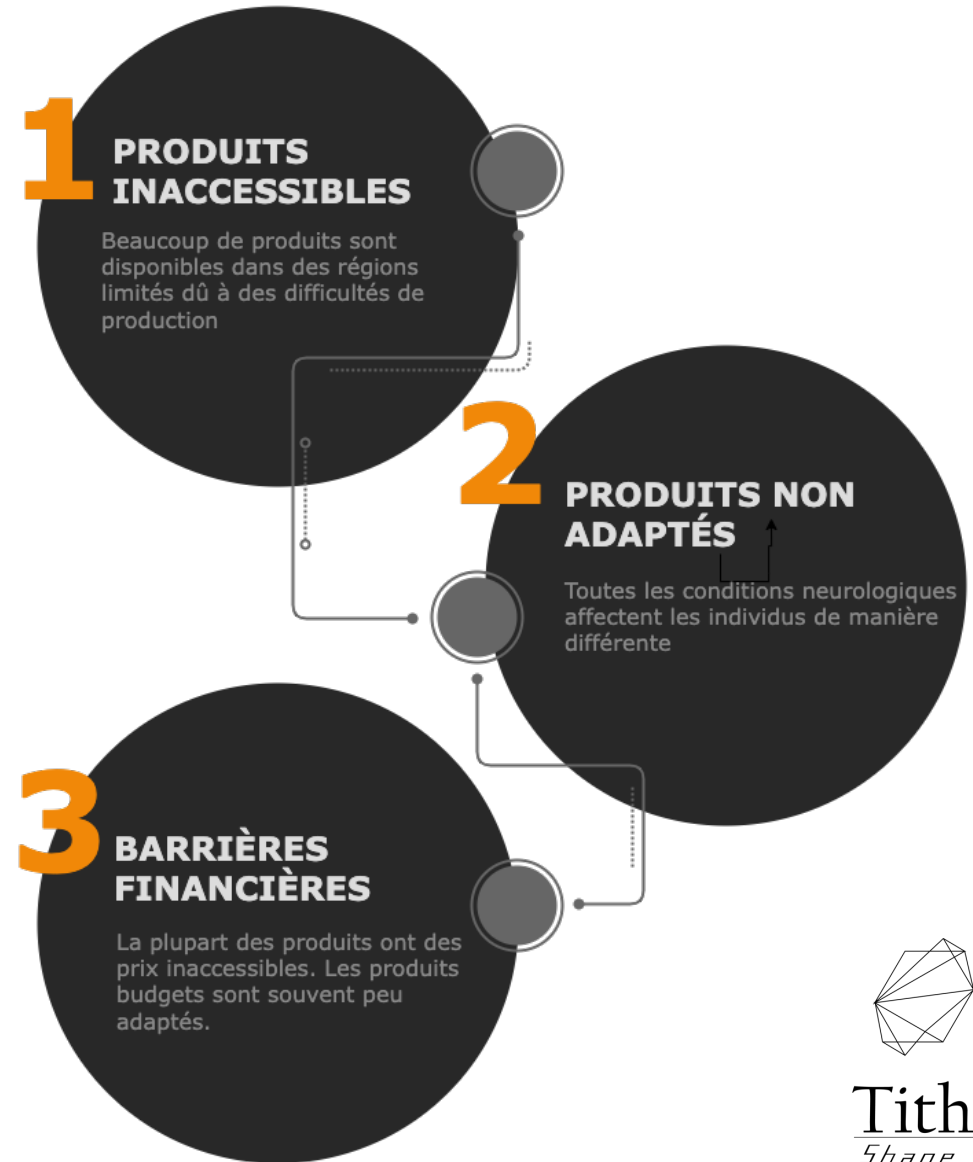 1
PRODUITS
INACCESSIBLES
Beaucoup de produits sont
disponibles dans des régions
limités dû à des difficultés de
production
2
PRODUITS NON
ADAPTÉS
Toutes les conditions neurologiques
affectent les individus de manière
différente
3
BARRIÈRES
FINANCIÈRES
La plupart des produits ont des
prix inaccessibles. Les produits
budgets sont souvent peu
adaptés.
Tith